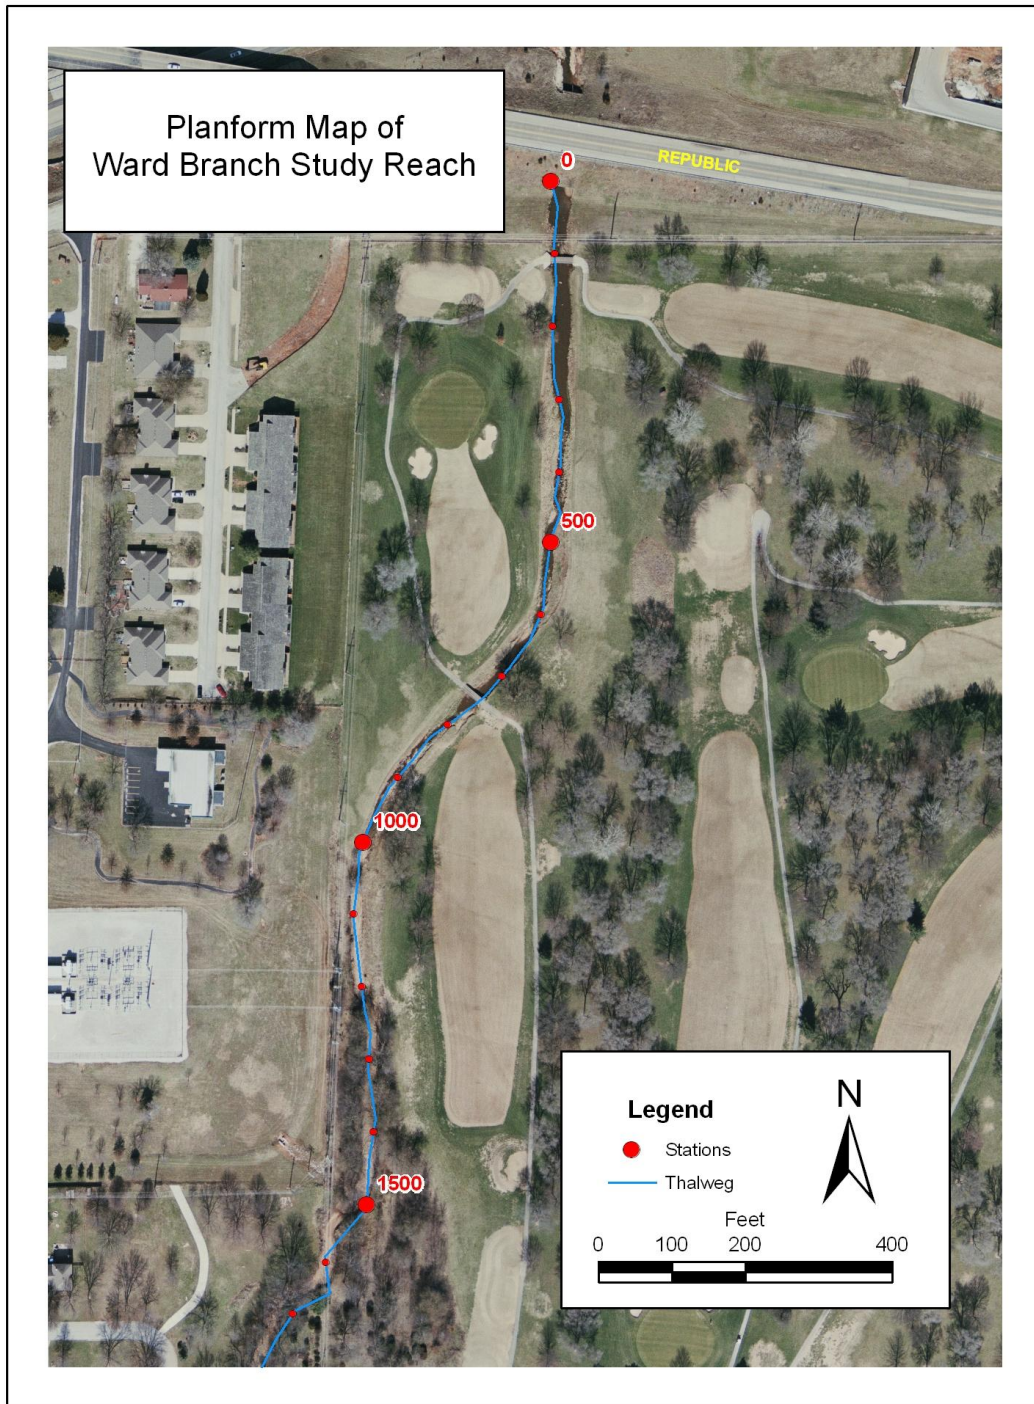 Planform Map of
Ward Branch Study Reach
0
REPUBLIC
500
1000
1500
Legend
Stations
Thalweg
N
Feet
0 100 200 400